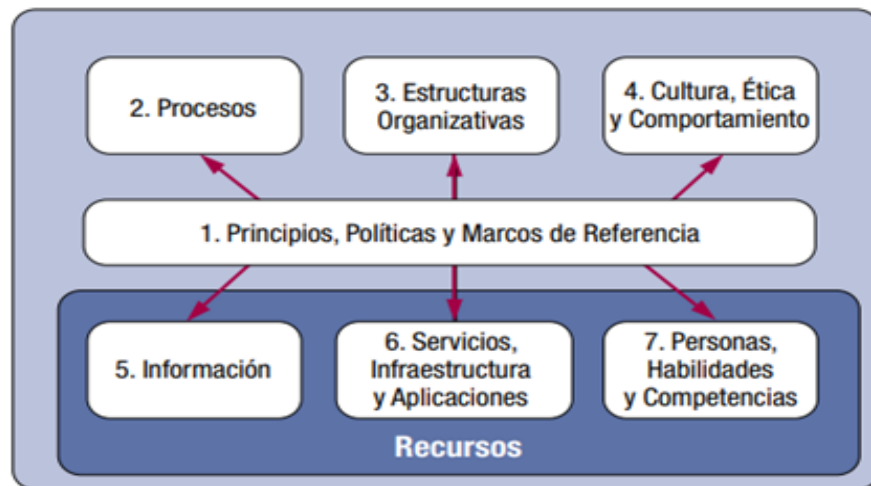 2. Procesos
3. Estructuras
Organizativas
4. Cultura, Ética
y Comportamiento
1. Principios, Políticas y Marcos de Referencia
5. Información
6. Servicios,
Infraestructura
y Aplicaciones
7. Personas,
Habilidades
y Competencias
Recursos